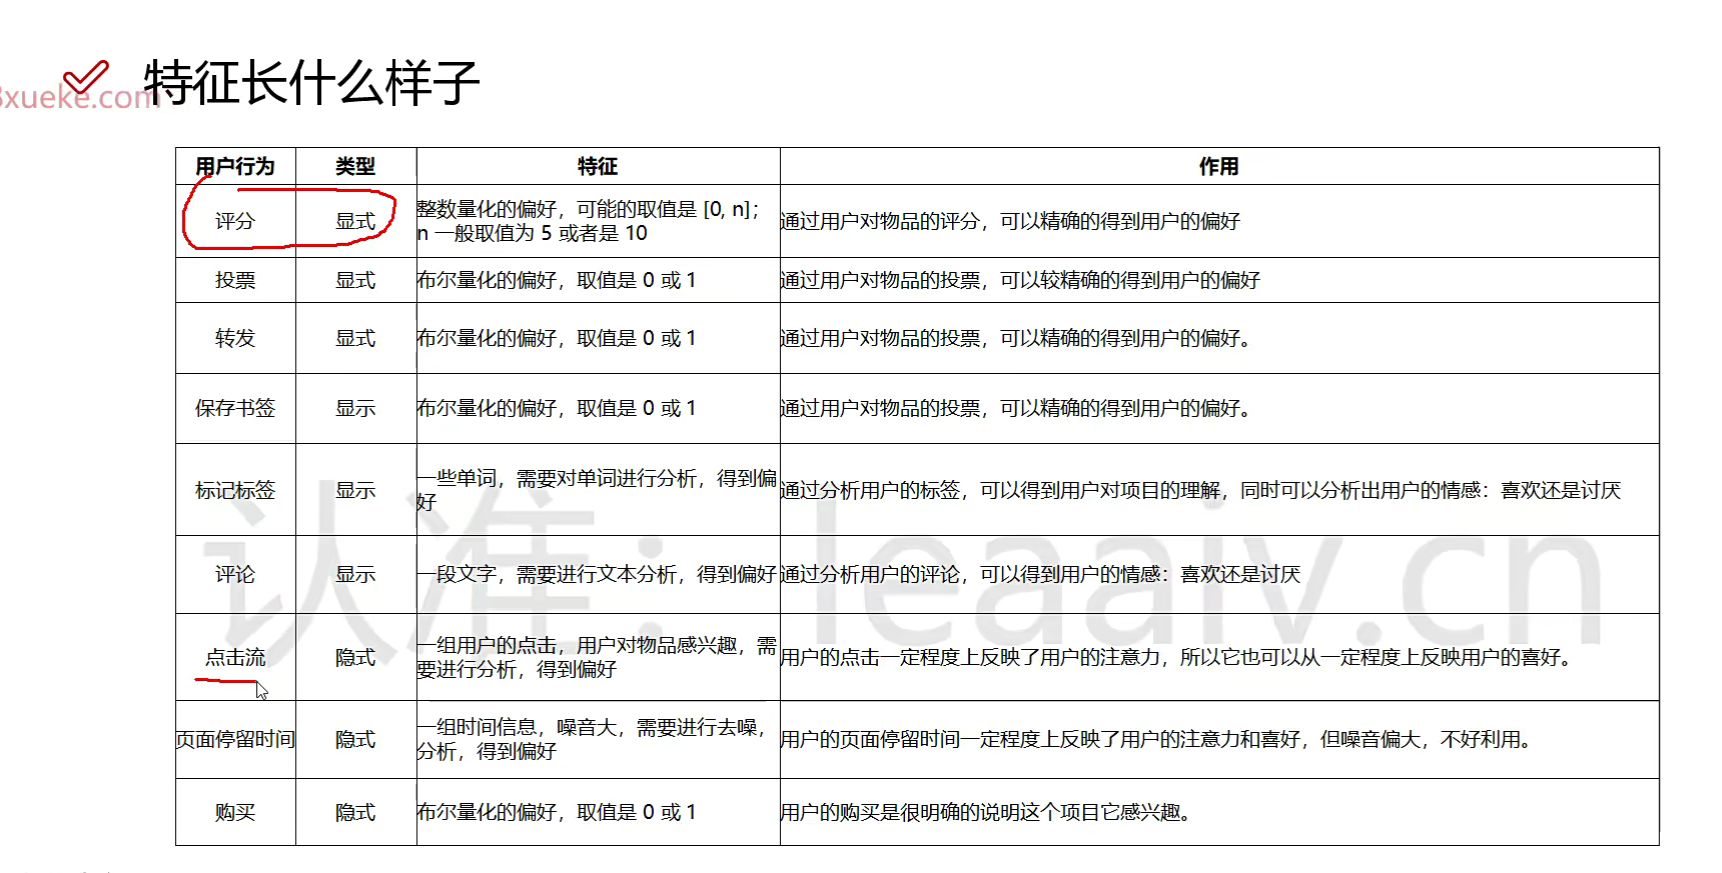 特征长什么样子
3xueke.com
用户行为 类型 特征 作用
评分 显式 整数量化的偏好，可能的取值是 [0, n]； 通过用户对物品的评分，可以精确的得到用户的偏好
n 一般取值为 5 或者是 10
投票 显式 布尔量化的偏好，取值是 0 或 1 通过用户对物品的投票，可以较精确的得到用户的偏好
转发 显式 布尔量化的偏好，取值是 0 或 1 通过用户对物品的投票，可以精确的得到用户的偏好。
保存书签 显示 布尔量化的偏好，取值是 0 或 1 通过用户对物品的投票，可以精确的得到用户的偏好。
标记标签 显示 一些单词，需要对单词进行分析，得到偏 通过分析用户的标签，可以得到用户对项目的理解，同时可以分析出用户的情感：喜欢还是讨厌
好
评论 显示 一段文字，需要进行文本分析，得到偏好 通过分析用户的评论，可以得到用户的情感：喜欢还是讨厌
点击流 隐式 一组用户的点击，用户对物品感兴趣，需 用户的点击一定程度上反映了用户的注意力，所以它也可以从一定程度上反映用户的喜好。
要进行分析，得到偏好
页面停留时间 隐式 一组时间信息，噪音大，需要进行去噪， 用户的页面停留时间一定程度上反映了用户的注意力和喜好，但噪音偏大，不好利用。
分析，得到偏好
购买 隐式 布尔量化的偏好，取值是 0 或 1 用户的购买是很明确的说明这个项目它感兴趣。
认准：leaaiv.cn